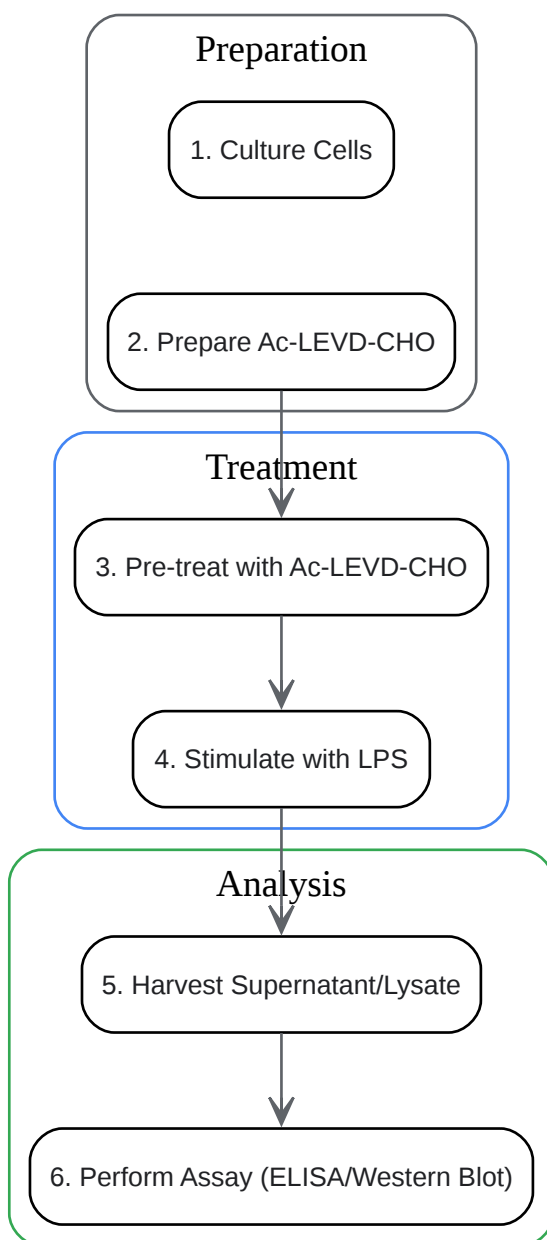 Preparation
1. Culture Cells
2. Prepare Ac-LEVD-CHO
Treatment
3. Pre-treat with Ac-LEVD-CHO
4. Stimulate with LPS
Analysis
5. Harvest Supernatant/Lysate
6. Perform Assay (ELISA/Western Blot)